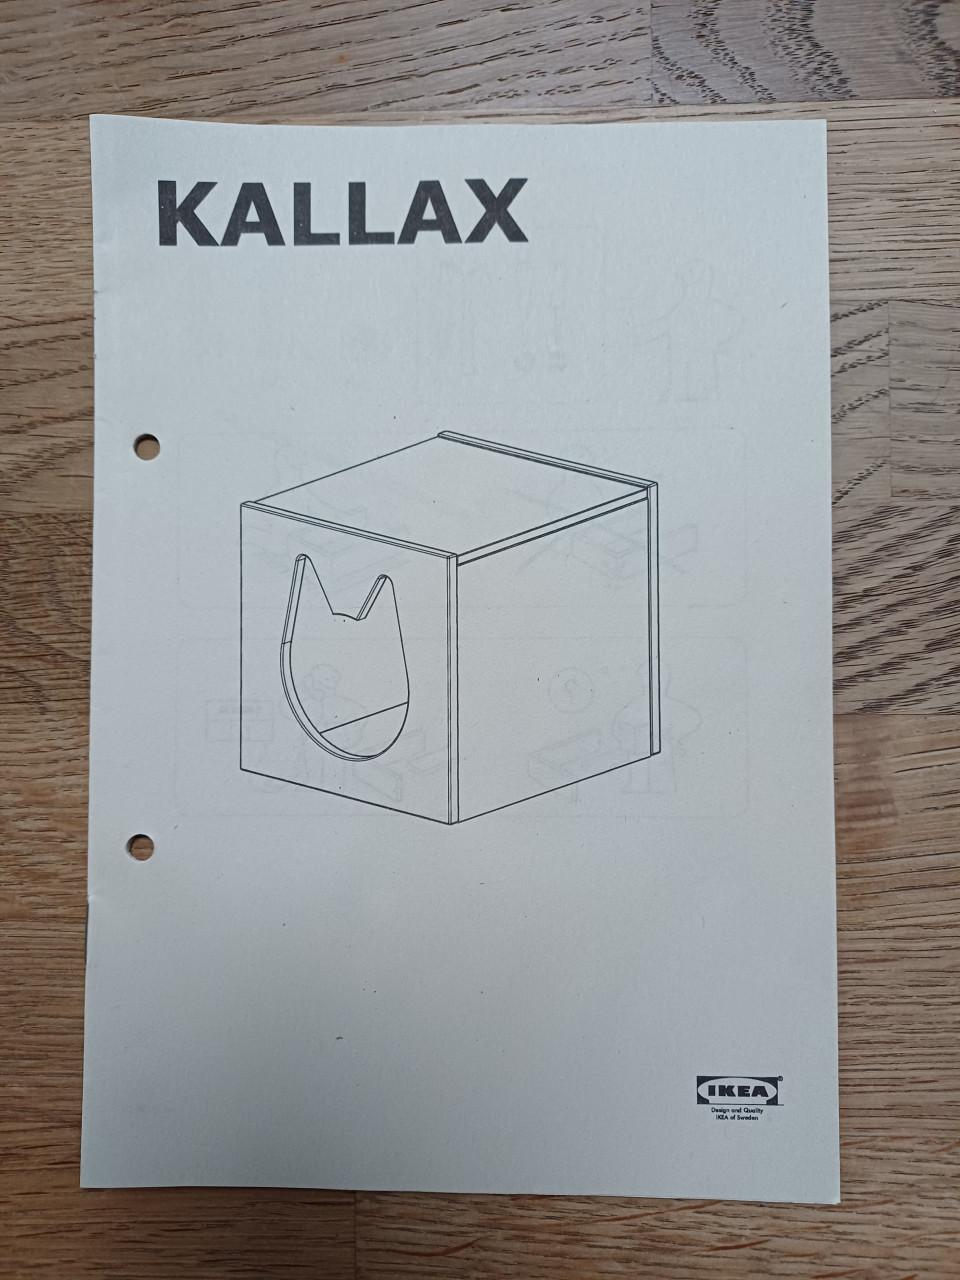 KALLAX
IKEA®
Design and Quality
IKEA of Sweden